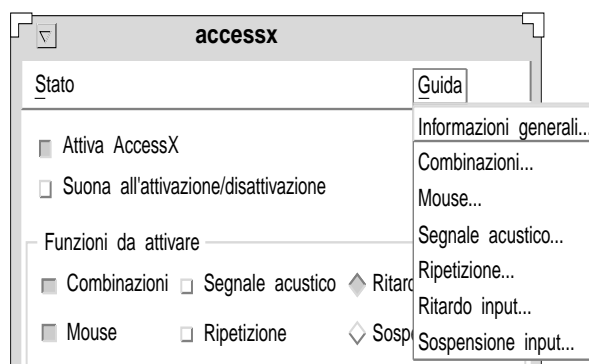 accessx
Stato Guida
Informazioni generali...
Attiva AccessX
Combinazioni...
Suona all'attivazione/disattivazione
Mouse...
Segnale acustico...
Funzioni da attivare
Ripetizione...
Combinazioni Segnale acustico
Ritardo input...
Mouse Ripetizione
Sospensione input...